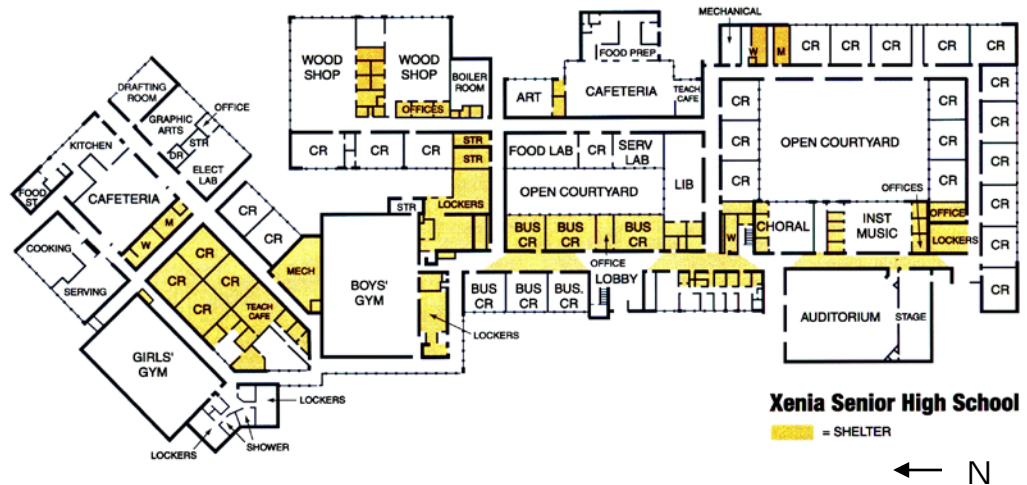 MECHANICAL
WOOD
SHOP
WOOD
SHOP
BOILER
ROOM
OFFICES
FOOD PREP
ART
CAFETERIA
TEACH
CAFE
W
M
CR
CR
CR
CR
CR
DRAFTING
ROOM
OFFICE
GRAPHIC
ARTS
STR
DR
ELECT
LAB
KITCHEN
FOOD
ST.
CAFETERIA
M
W
COOKING
SERVING
CR
CR
CR
STR
STR
LOCKERS
STR
FOOD LAB
CR
SERV
LAB
OPEN COURTYARD
LIB
BUS
CR
BUS
CR
BUS
CR
OFFICE
LOBBY
BUS
CR
BUS
CR
BUS.
CR
CR
CR
CR
OPEN COURTYARD
CR
CR
CR
OFFICES
W
CHORAL
INST
MUSIC
OFFICE
LOCKERS
CR
CR
CR
CR
CR
CR
AUDITORIUM
STAGE
CR
CR
MECH
BOYS'
GYM
LOCKERS
CR
CR
CR
CR
CR
TEACH
CAFE
GIRLS'
GYM
LOCKERS
SHOWER
LOCKERS
Xenia Senior High School
= SHELTER
N